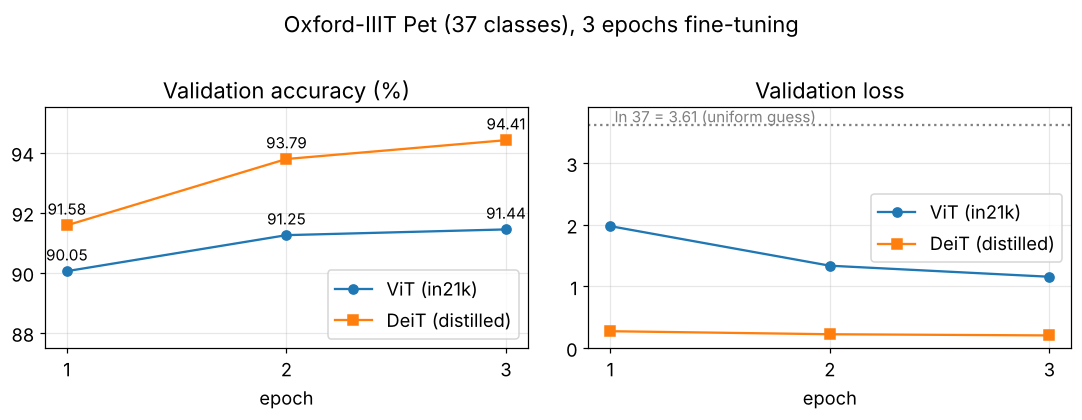 Oxford-IIIT Pet (37 classes), 3 epochs fine-tuning
Validation accuracy (%)
94
92
90
88
91.58
93.79
94.41
90.05
91.25
91.44
ViT (in21k)
DeiT (distilled)
1
2
3
epoch
Validation loss
ln 37 = 3.61 (uniform guess)
3
2
1
0
ViT (in21k)
DeiT (distilled)
1
2
3
epoch